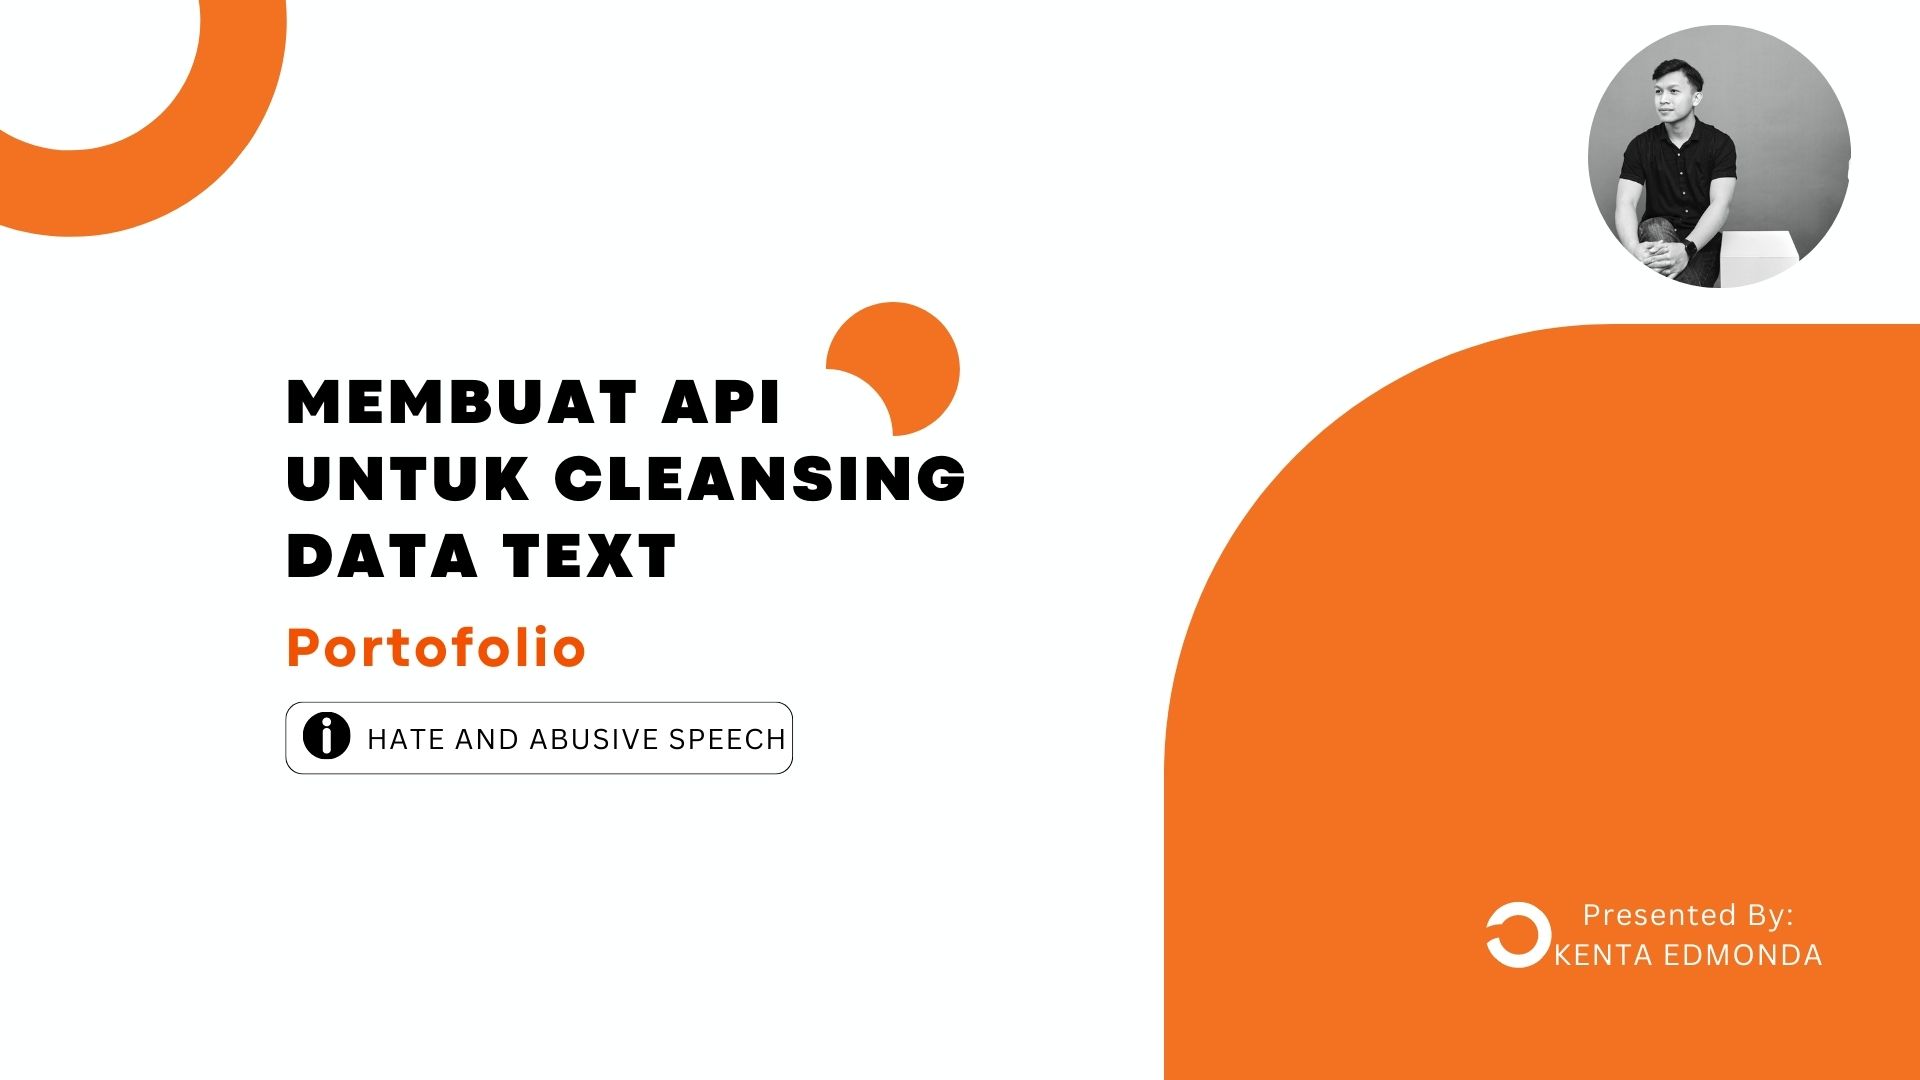 MEMBUAT API
UNTUK CLEANSING
DATA TEXT
Portofolio
HATE AND ABUSIVE SPEECH
Presented By:
KENTA EDMONDA